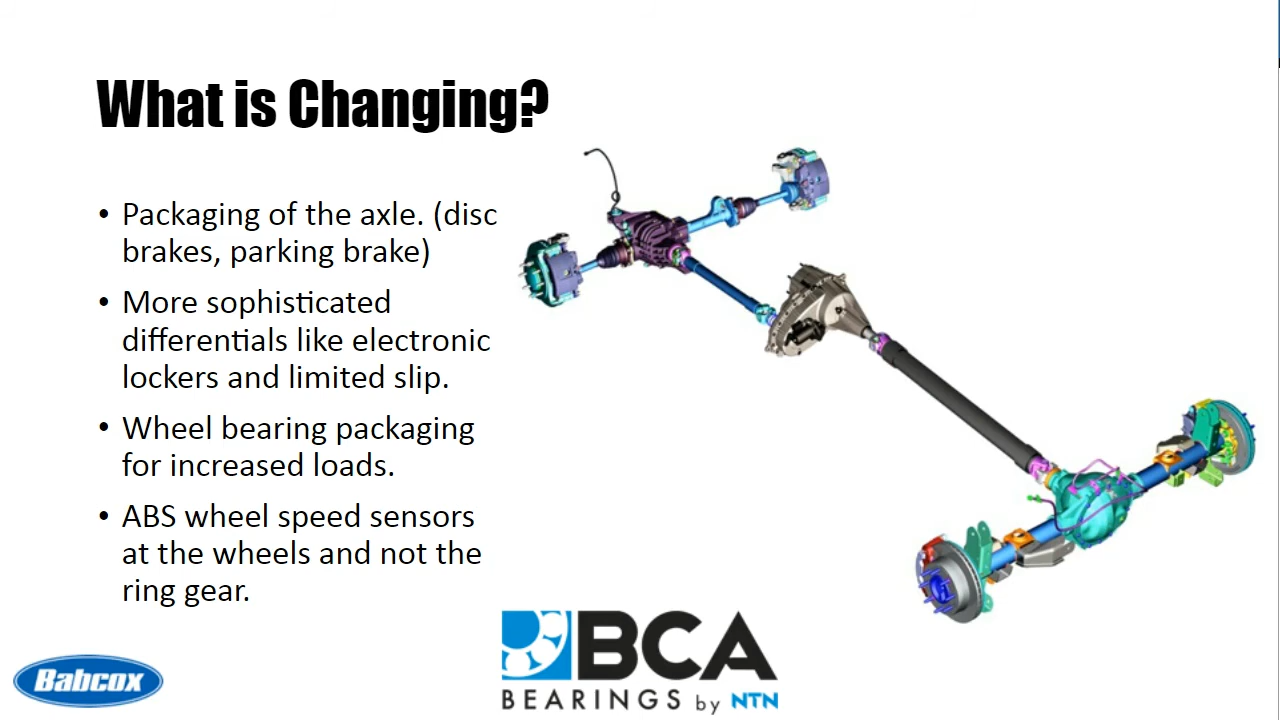 What is Changing?
• Packaging of the axle. (disc
brakes, parking brake)
• More sophisticated
differentials like electronic
lockers and limited slip.
• Wheel bearing packaging
for increased loads.
• ABS wheel speed sensors
at the wheels and not the
ring gear.
Babcox
BCA
BEARINGS by NTN